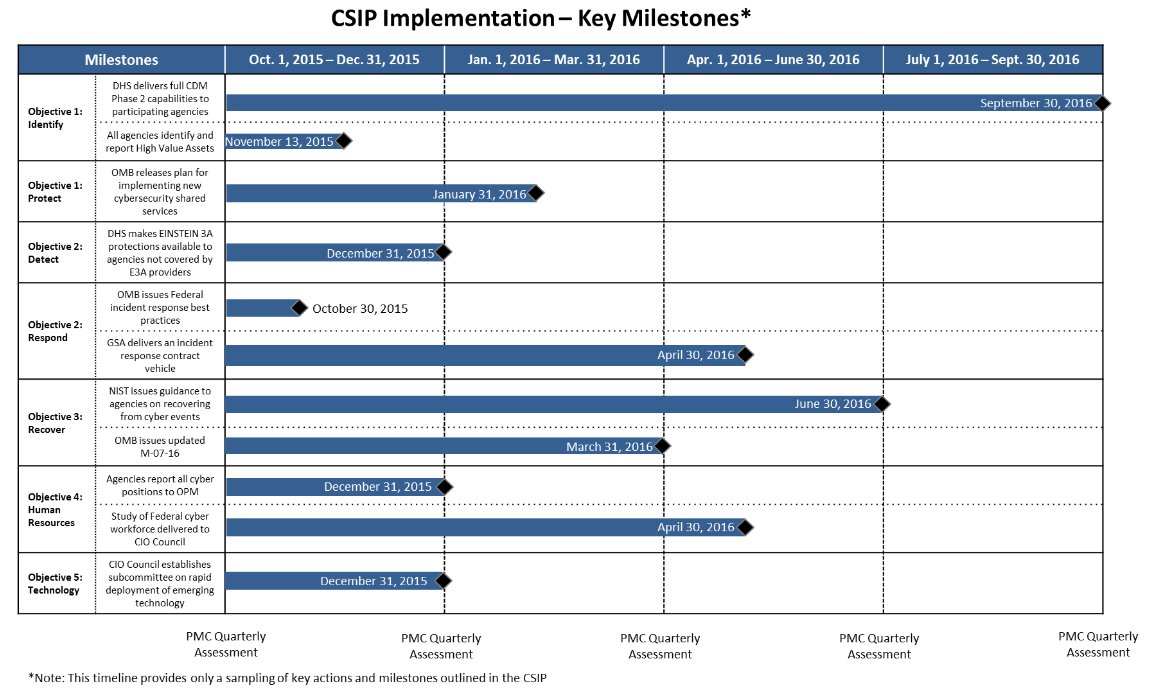 CSIP Implementation – Key Milestones*
Milestones
Oct. 1, 2015 – Dec. 31, 2015
Jan. 1, 2016 – Mar. 31, 2016
Apr. 1, 2016 – June 30, 2016
July 1, 2016 – Sept. 30, 2016
Objective 1:
Identify
DHS delivers full CDM
Phase 2 capabilities to
participating agencies
September 30, 2016
All agencies identify and
report High Value Assets
November 13, 2015
Objective 1:
Protect
OMB releases plan for
implementing new
cybersecurity shared
services
January 31, 2016
Objective 2:
Detect
DHS makes EINSTEIN 3A
protections available to
agencies not covered by
E3A providers
December 31, 2015
Objective 2:
Respond
OMB issues Federal
incident response best
practices
October 30, 2015
GSA delivers an incident
response contract
vehicle
April 30, 2016
Objective 3:
Recover
NIST issues guidance to
agencies on recovering
from cyber events
June 30, 2016
OMB issues updated
M-07-16
March 31, 2016
Objective 4:
Human
Resources
Agencies report all cyber
positions to OPM
December 31, 2015
Study of Federal cyber
workforce delivered to
CIO Council
April 30, 2016
Objective 5:
Technology
CIO Council establishes
subcommittee on rapid
deployment of emerging
technology
December 31, 2015
PMC Quarterly
Assessment
PMC Quarterly
Assessment
PMC Quarterly
Assessment
PMC Quarterly
Assessment
PMC Quarterly
Assessment
*Note: This timeline provides only a sampling of key actions and milestones outlined in the CSIP